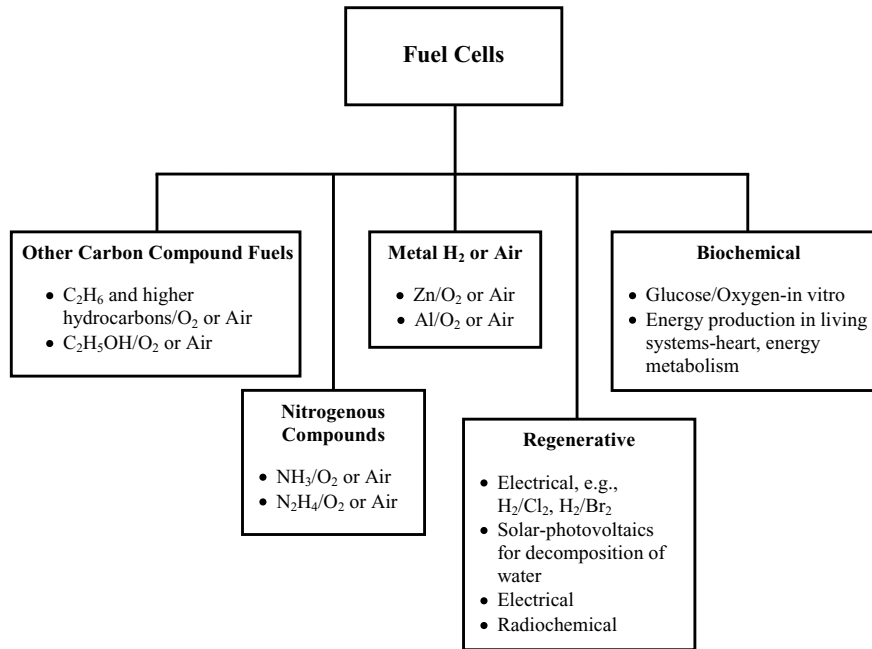 Fuel Cells
Other Carbon Compound Fuels
• C₂H₆ and higher
hydrocarbons/O₂ or Air
• C₂H₅OH/O₂ or Air
Metal H₂ or Air
• Zn/O₂ or Air
• Al/O₂ or Air
Biochemical
• Glucose/Oxygen-in vitro
• Energy production in living
systems-heart, energy
metabolism
Nitrogenous
Compounds
• NH₃/O₂ or Air
• N₂H₄/O₂ or Air
Regenerative
• Electrical, e.g.,
H₂/Cl₂, H₂/Br₂
• Solar-photovoltaics
for decomposition of
water
• Electrical
• Radiochemical